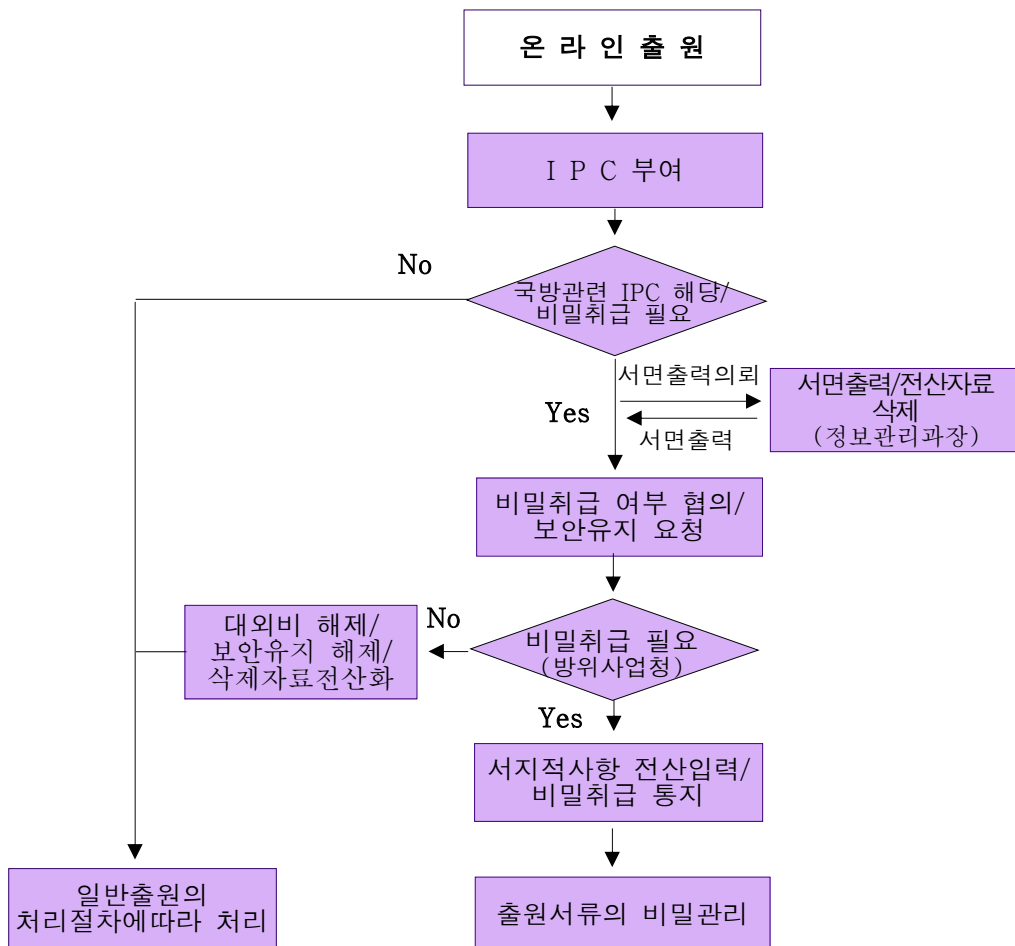 온 라 인 출 원
I P C 부여
No
국방관련 IPC 해당/
비밀취급 필요
서면출력의뢰
Yes
서면출력
서면출력/전산자료
삭제
(정보관리과장)
비밀취급 여부 협의/
보안유지 요청
대외비 해제/
보안유지 해제/
삭제자료전산화
No
비밀취급 필요
(방위사업청)
Yes
서지적사항 전산입력/
비밀취급 통지
일반출원의
처리절차에따라 처리
출원서류의 비밀관리